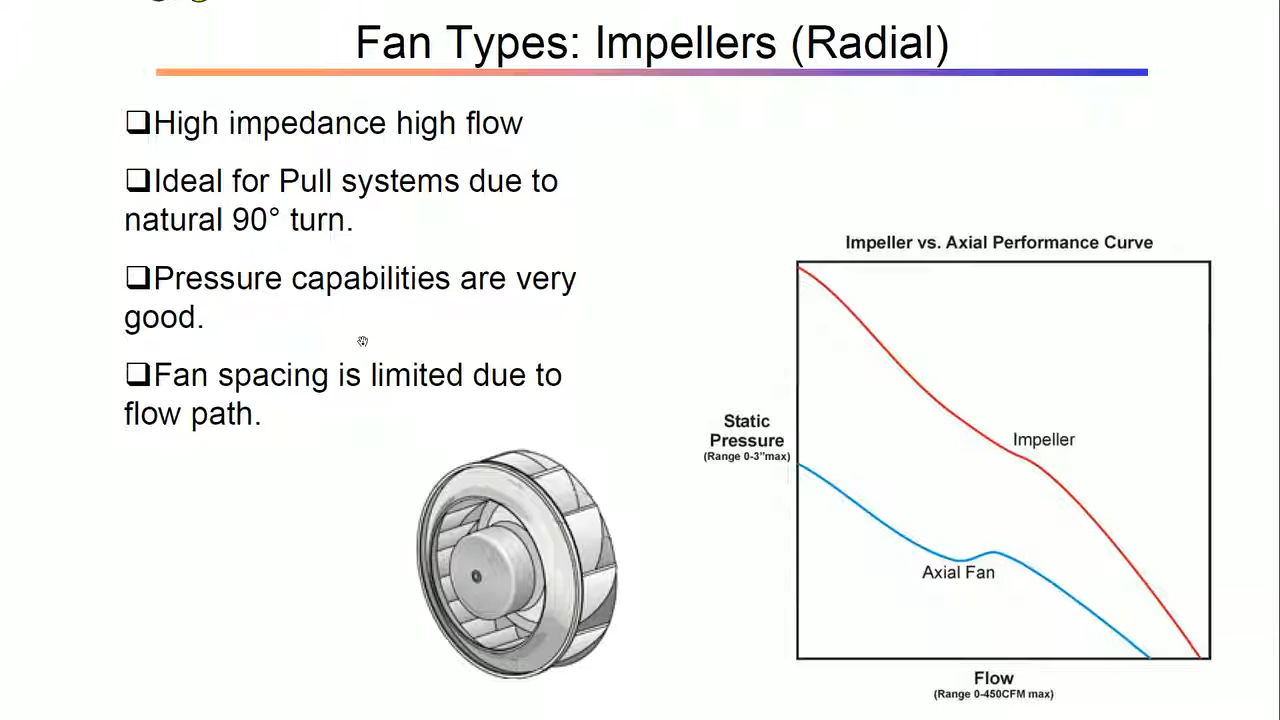 Fan Types: Impellers (Radial)
❑High impedance high flow
❑Ideal for Pull systems due to
natural 90° turn.
❑Pressure capabilities are very
good.
❑Fan spacing is limited due to
flow path.
Impeller vs. Axial Performance Curve
Static
Pressure
(Range 0-3"max)
Impeller
Axial Fan
Flow
(Range 0-450CFM max)